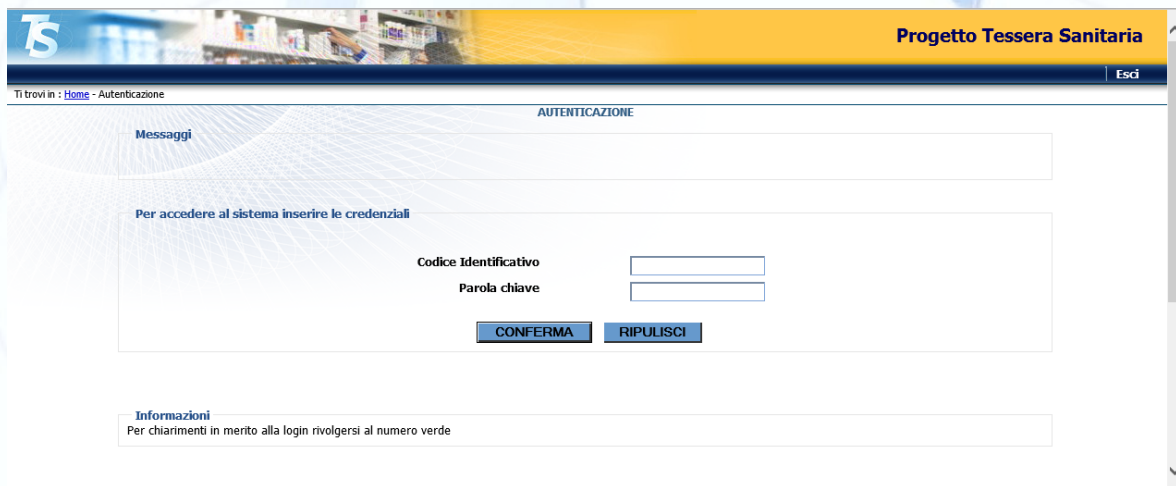 TS
Progetto Tessera Sanitaria
Esci
Ti trovi in : Home - Autenticazione
AUTENTICAZIONE
Messaggi
Per accedere al sistema inserire le credenziali
Codice Identificativo
Parola chiave
CONFERMA RIPULISCI
Informazioni
Per chiarimenti in merito alla login rivolgersi al numero verde